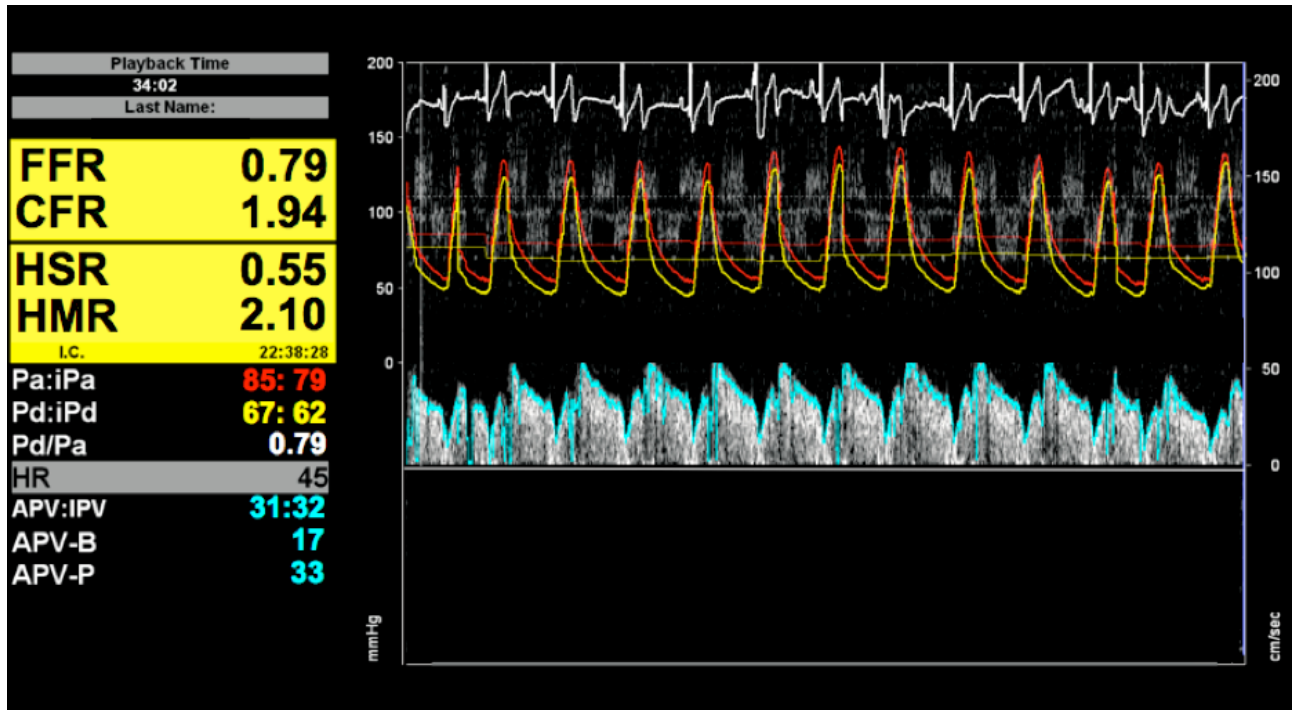 Playback Time
34:02
Last Name:
FFR 0.79
CFR 1.94
HSR 0.55
HMR 2.10
I.C. 22:38:28
Pa:iPa 85: 79
Pd:iPd 67: 62
Pd/Pa 0.79
HR 45
APV:IPV 31:32
APV-B 17
APV-P 33
200
150
100
50
0
mmHg
200
150
100
50
0
cm/sec